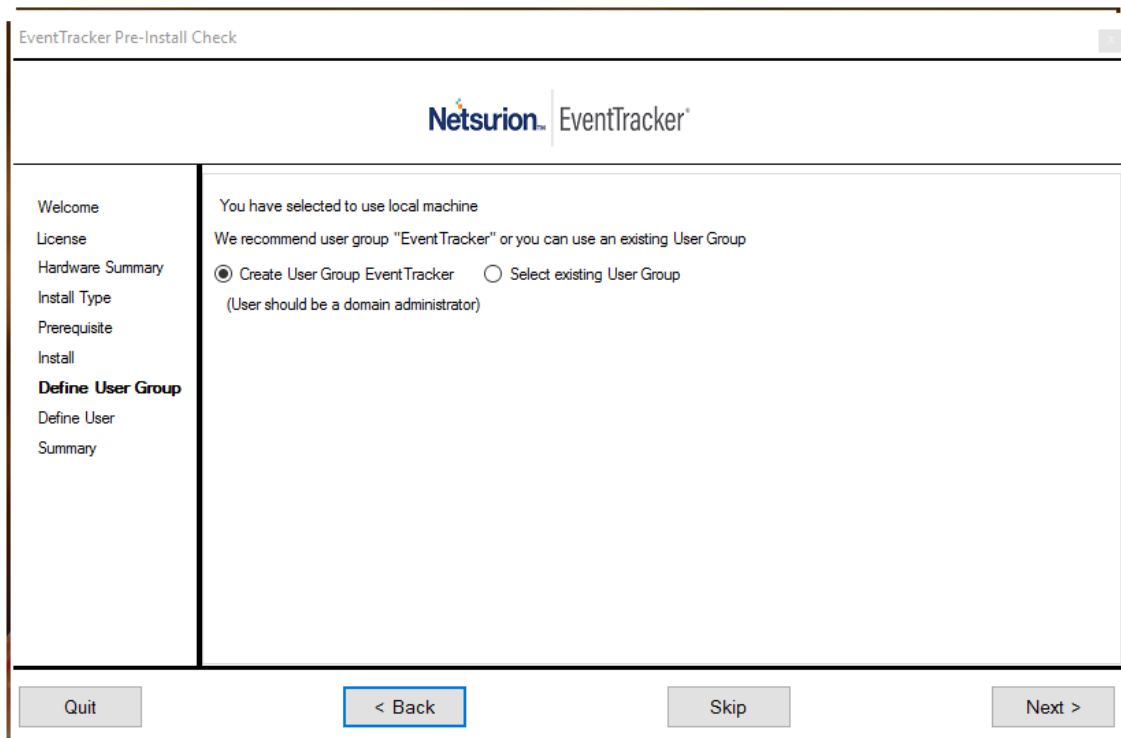 EventTracker Pre-Install Check
x
Netsurion™ EventTracker®
Welcome
License
Hardware Summary
Install Type
Prerequisite
Install
Define User Group
Define User
Summary
You have selected to use local machine
We recommend user group "EventTracker" or you can use an existing User Group
Create User Group EventTracker Select existing User Group
(User should be a domain administrator)
Quit < Back Skip Next >